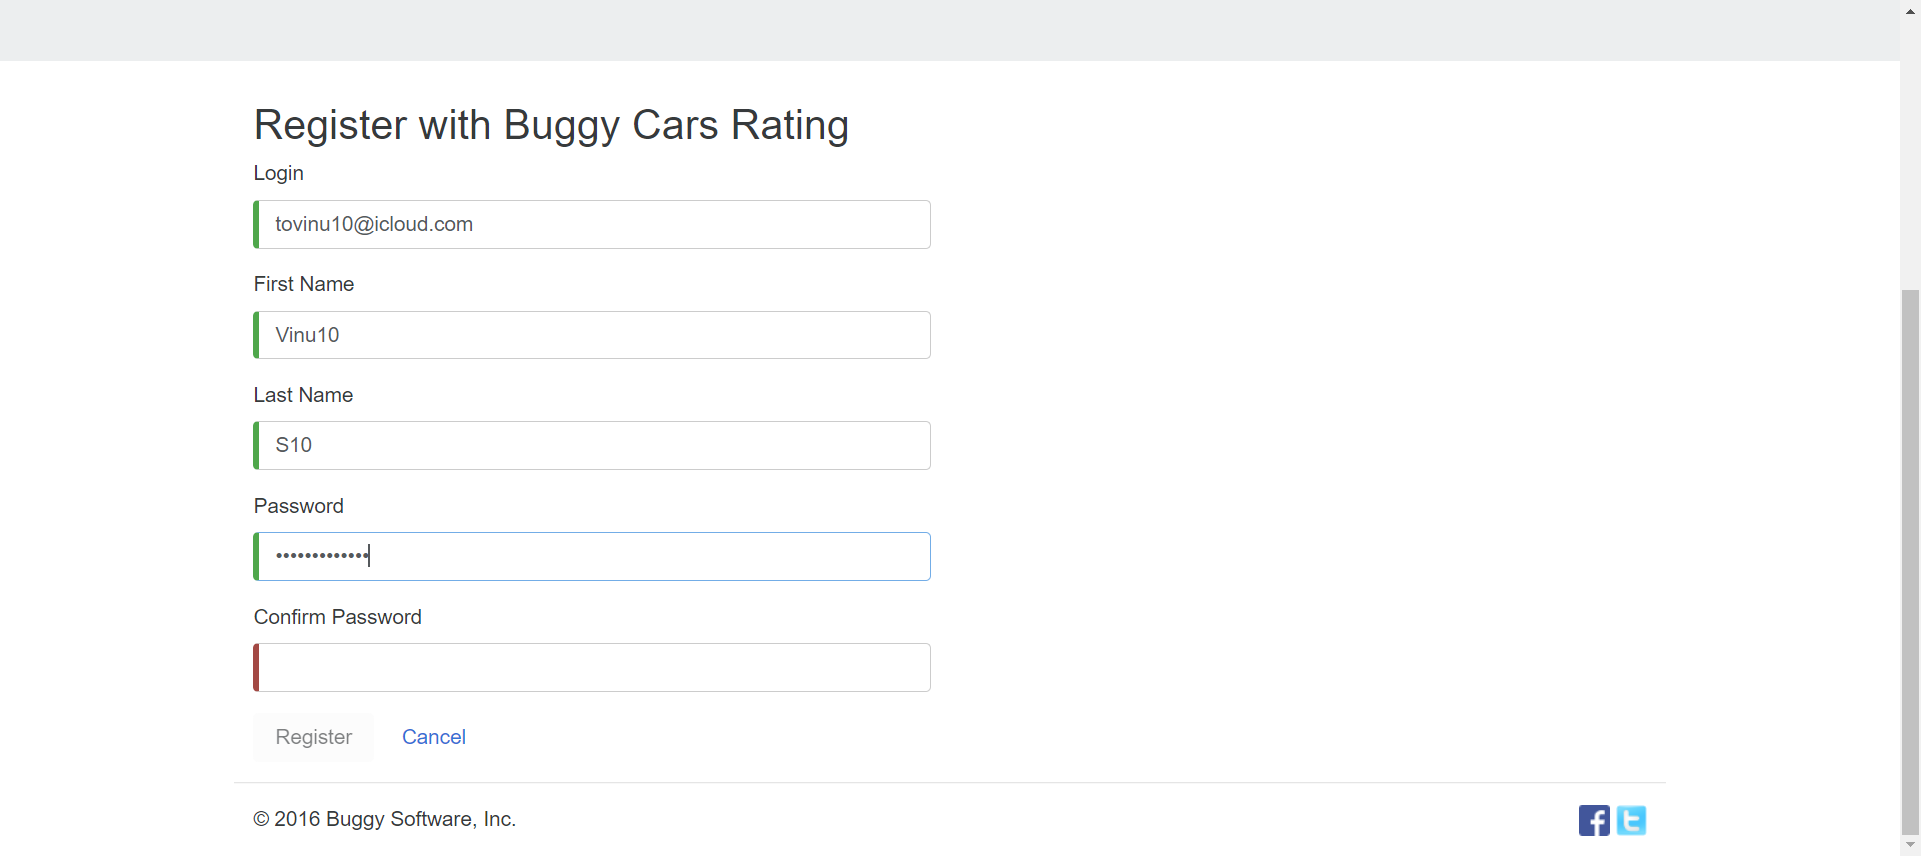 Register with Buggy Cars Rating
Login
tovinu10@icloud.com
First Name
Vinu10
Last Name
S10
Password
•••••••••••••
Confirm Password
Register Cancel
© 2016 Buggy Software, Inc.